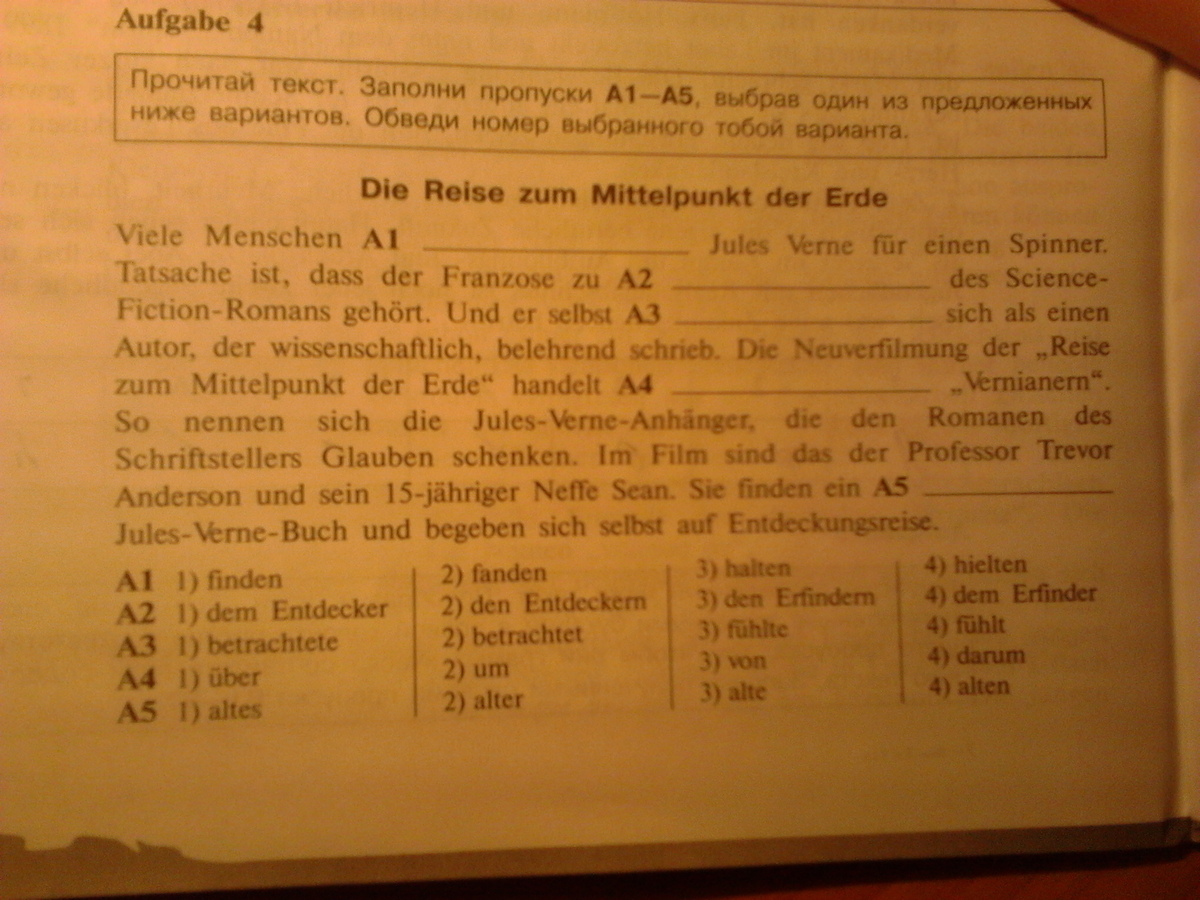 Aufgabe 4
Прочитай текст. Заполни пропуски А1—А5, выбрав один из предложенных
ниже вариантов. Обведи номер выбранного тобой варианта.
Die Reise zum Mittelpunkt der Erde
Viele Menschen A1 ____________ Jules Verne für einen Spinner.
Tatsache ist, dass der Franzose zu A2 ____________ des Science-
Fiction-Romans gehört. Und er selbst A3 ____________ sich als einen
Autor, der wissenschaftlich, belehrend schrieb. Die Neuverfilmung der „Reise
zum Mittelpunkt der Erde“ handelt A4 ____________ „Vernianern“.
So nennen sich die Jules-Verne-Anhänger, die den Romanen des
Schriftstellers Glauben schenken. Im Film sind das der Professor Trevor
Anderson und sein 15-jähriger Neffe Sean. Sie finden ein A5 ____________
Jules-Verne-Buch und begeben sich selbst auf Entdeckungsreise.
A1 1) finden 2) fanden 3) halten 4) hielten
A2 1) dem Entdecker 2) den Entdeckern 3) den Erfindern 4) dem Erfinder
A3 1) betrachtete 2) betrachtet 3) fühlte 4) fühlt
A4 1) über 2) um 3) von 4) darum
A5 1) altes 2) alter 3) alte 4) alten